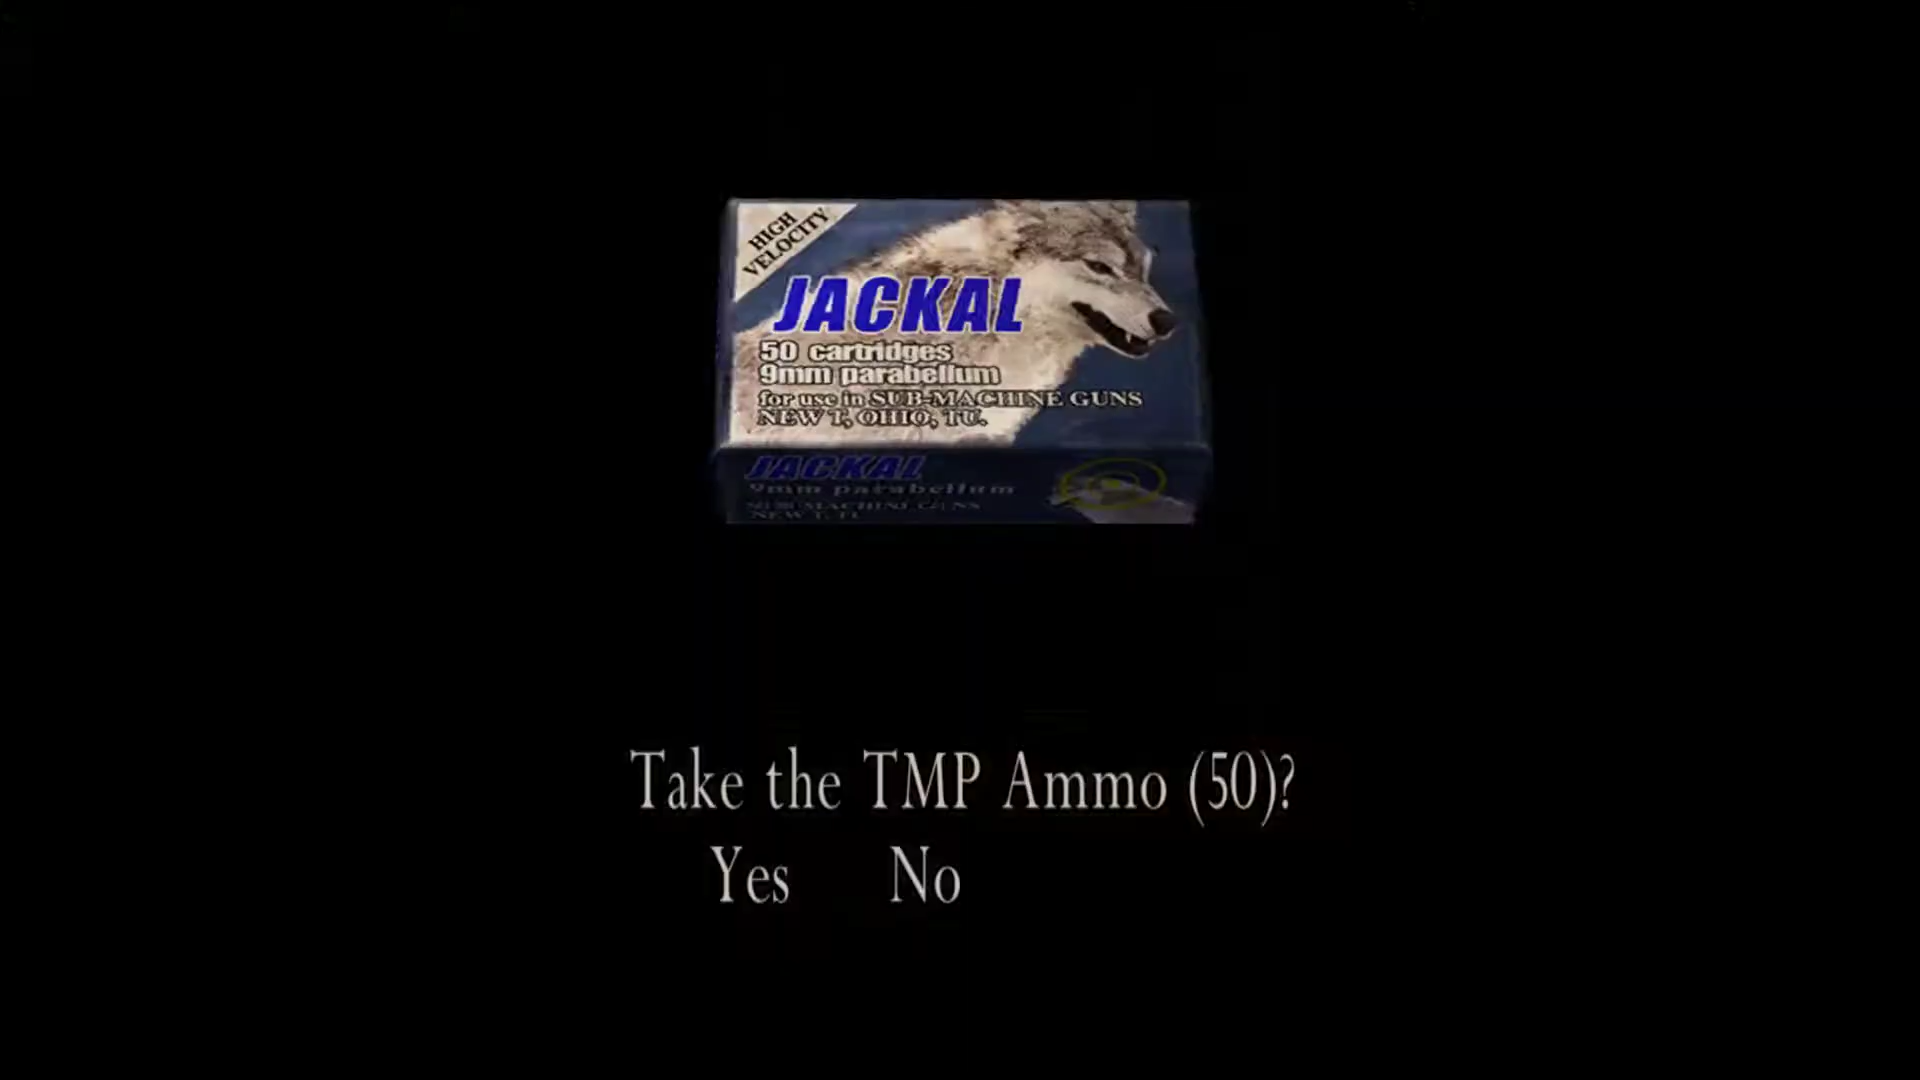 HIGH
VELOCITY
JACKAL
50 cartridges
9mm parabellum
for use in SUB-MACHINE GUNS
NEW T, OHIO, TU.
JACKAL
9mm parabellum
Take the TMP Ammo (50)?
Yes No